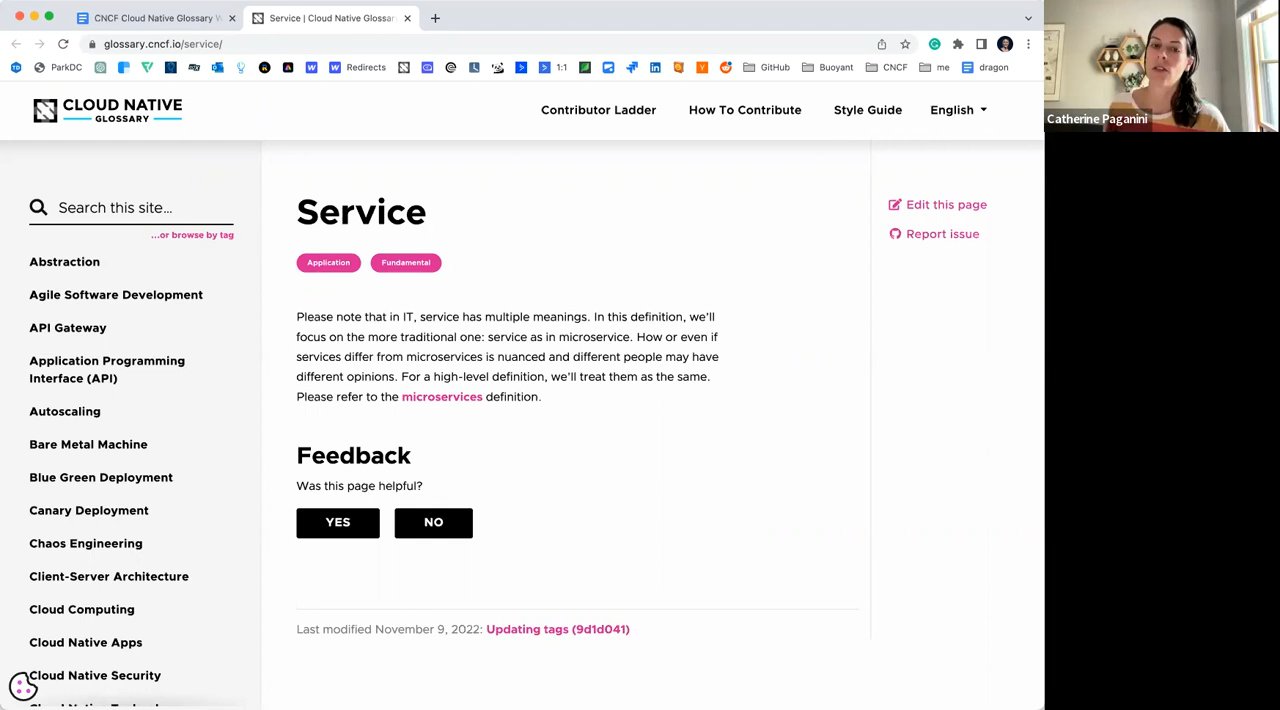 CNCF Cloud Native Glossary
Service | Cloud Native Glossar
glossary.cncf.io/service/
ParkDC
Redirects
1:1
GitHub
Buoyant
CNCF
me
dragon
CLOUD NATIVE
GLOSSARY
Contributor Ladder
How To Contribute
Style Guide
English
Catherine Paganini
Search this site...
...or browse by tag
Abstraction
Agile Software Development
API Gateway
Application Programming
Interface (API)
Autoscaling
Bare Metal Machine
Blue Green Deployment
Canary Deployment
Chaos Engineering
Client-Server Architecture
Cloud Computing
Cloud Native Apps
Cloud Native Security
Service
Application
Fundamental
Please note that in IT, service has multiple meanings. In this definition, we'll
focus on the more traditional one: service as in microservice. How or even if
services differ from microservices is nuanced and different people may have
different opinions. For a high-level definition, we'll treat them as the same.
Please refer to the microservices definition.
Feedback
Was this page helpful?
YES
NO
Last modified November 9, 2022: Updating tags (9d1d041)
Edit this page
Report issue